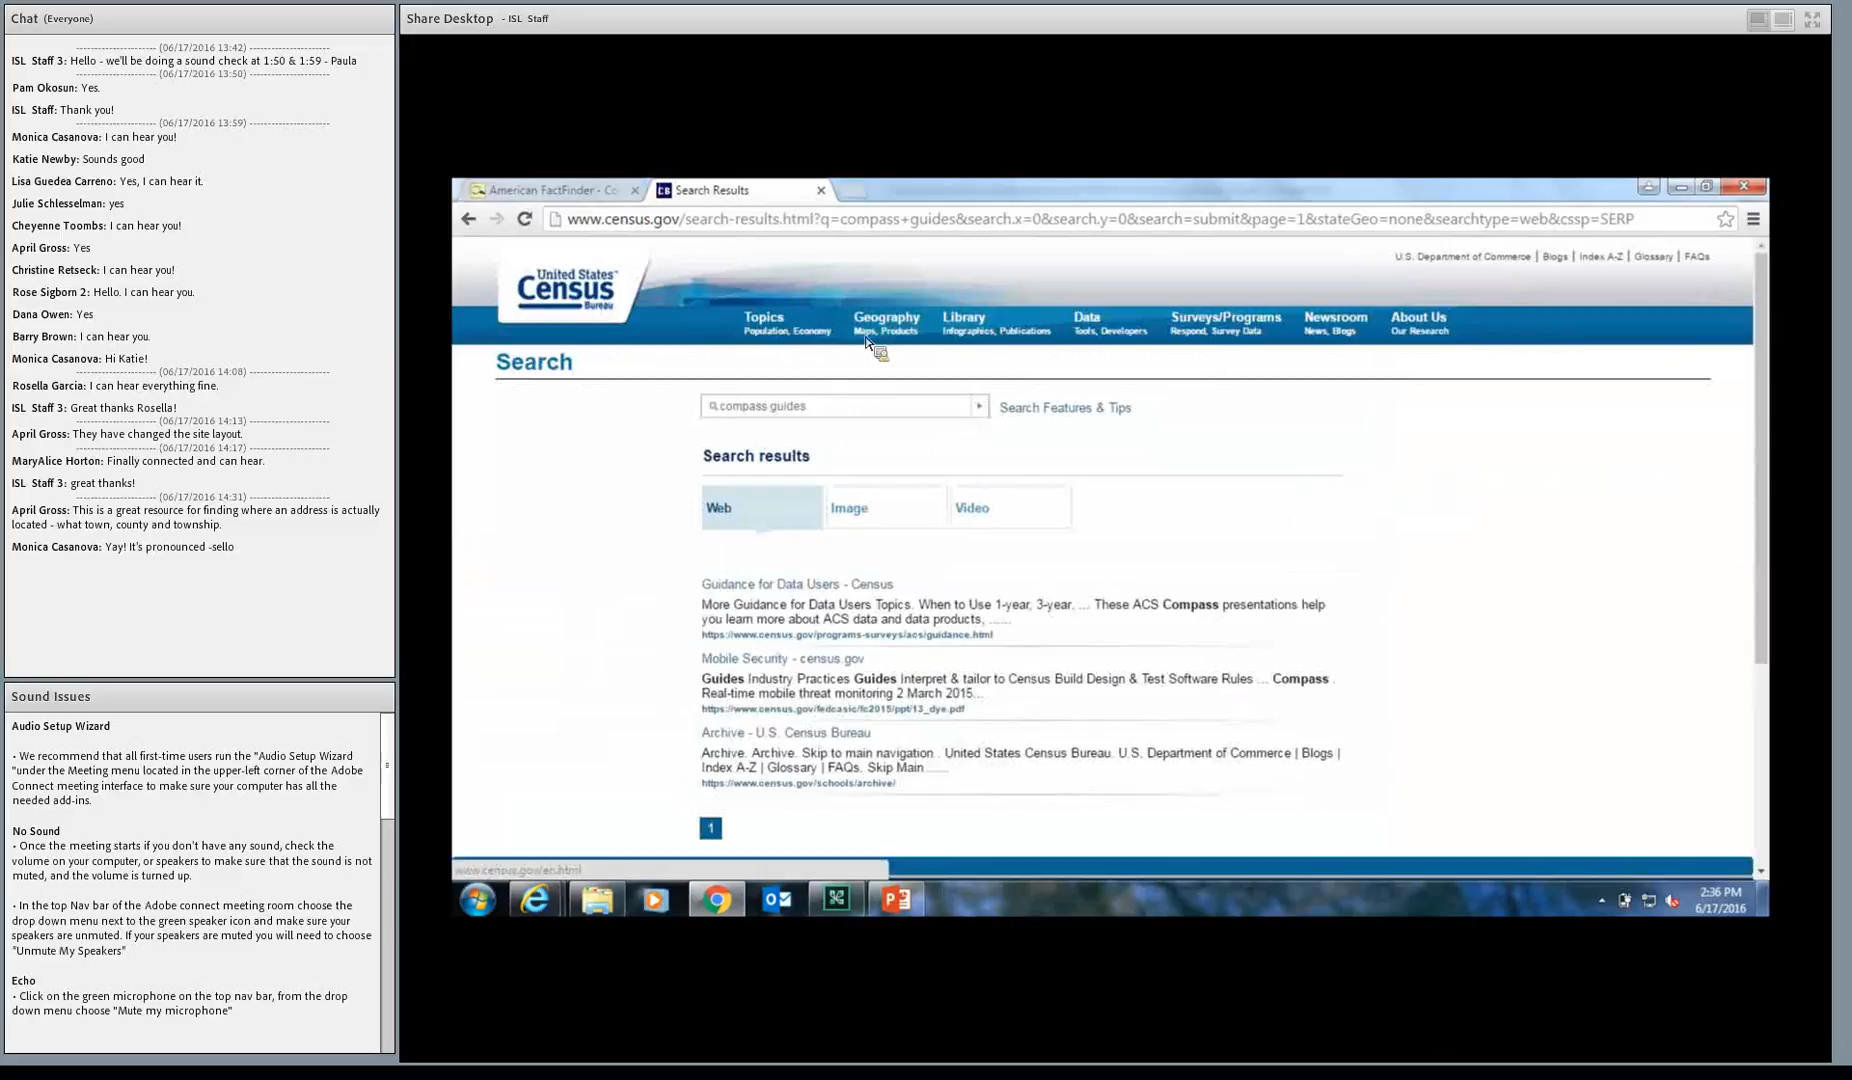 Chat (Everyone)
---------------------- (06/17/2016 13:42) ----------------------
ISL Staff 3: Hello - we'll be doing a sound check at 1:50 & 1:59 - Paula
---------------------- (06/17/2016 13:50) ----------------------
Pam Okosun: Yes.
ISL Staff: Thank you!
---------------------- (06/17/2016 13:59) ----------------------
Monica Casanova: I can hear you!
Katie Newby: Sounds good
Lisa Guedea Carreno: Yes, I can hear it.
Julie Schlesselman: yes
Cheyenne Toombs: I can hear you!
April Gross: Yes
Christine Retseck: I can hear you!
Rose Sigborn 2: Hello. I can hear you.
Dana Owen: Yes
Barry Brown: I can hear you.
Monica Casanova: Hi Katie!
---------------------- (06/17/2016 14:08) ----------------------
Rosella Garcia: I can hear everything fine.
ISL Staff 3: Great thanks Rosella!
---------------------- (06/17/2016 14:13) ----------------------
April Gross: They have changed the site layout.
---------------------- (06/17/2016 14:17) ----------------------
MaryAlice Horton: Finally connected and can hear.
ISL Staff 3: great thanks!
---------------------- (06/17/2016 14:31) ----------------------
April Gross: This is a great resource for finding where an address is actually
located - what town, county and township.
Monica Casanova: Yay! It's pronounced -sello
Sound Issues
Audio Setup Wizard
• We recommend that all first-time users run the "Audio Setup Wizard
"under the Meeting menu located in the upper-left corner of the Adobe
Connect meeting interface to make sure your computer has all the
needed add-ins.
No Sound
• Once the meeting starts if you don't have any sound, check the
volume on your computer, or speakers to make sure that the sound is not
muted, and the volume is turned up.
• In the top Nav bar of the Adobe connect meeting room choose the
drop down menu next to the green speaker icon and make sure your
speakers are unmuted. If your speakers are muted you will need to choose
"Unmute My Speakers"
Echo
• Click on the green microphone on the top nav bar, from the drop
down menu choose "Mute my microphone"
Share Desktop - ISL Staff
American FactFinder - Co
CB Search Results
www.census.gov/search-results.html?q=compass+guides&search.x=0&search.y=0&search=submit&page=1&stateGeo=none&searchtype=web&cssp=SERP
U.S. Department of Commerce | Blogs | Index A-Z | Glossary | FAQs
United States™
Census
Bureau
Topics Geography Library Data Surveys/Programs Newsroom About Us
Population, Economy Maps, Products Infographics, Publications Tools, Developers Respond, Survey Data News, Blogs Our Research
Search
compass guides
Search Features & Tips
Search results
Web Image Video
Guidance for Data Users - Census
More Guidance for Data Users Topics. When to Use 1-year, 3-year, ... These ACS Compass presentations help
you learn more about ACS data and data products, ......
https://www.census.gov/programs-surveys/acs/guidance.html
Mobile Security - census.gov
Guides Industry Practices Guides Interpret & tailor to Census Build Design & Test Software Rules ... Compass .
Real-time mobile threat monitoring 2 March 2015...
https://www.census.gov/fedcasic/fc2015/ppt/13_dye.pdf
Archive - U.S. Census Bureau
Archive. Archive. Skip to main navigation . United States Census Bureau. U.S. Department of Commerce | Blogs |
Index A-Z | Glossary | FAQs. Skip Main ......
https://www.census.gov/schools/archive/
1
www.census.gov/en.html
2:36 PM
6/17/2016